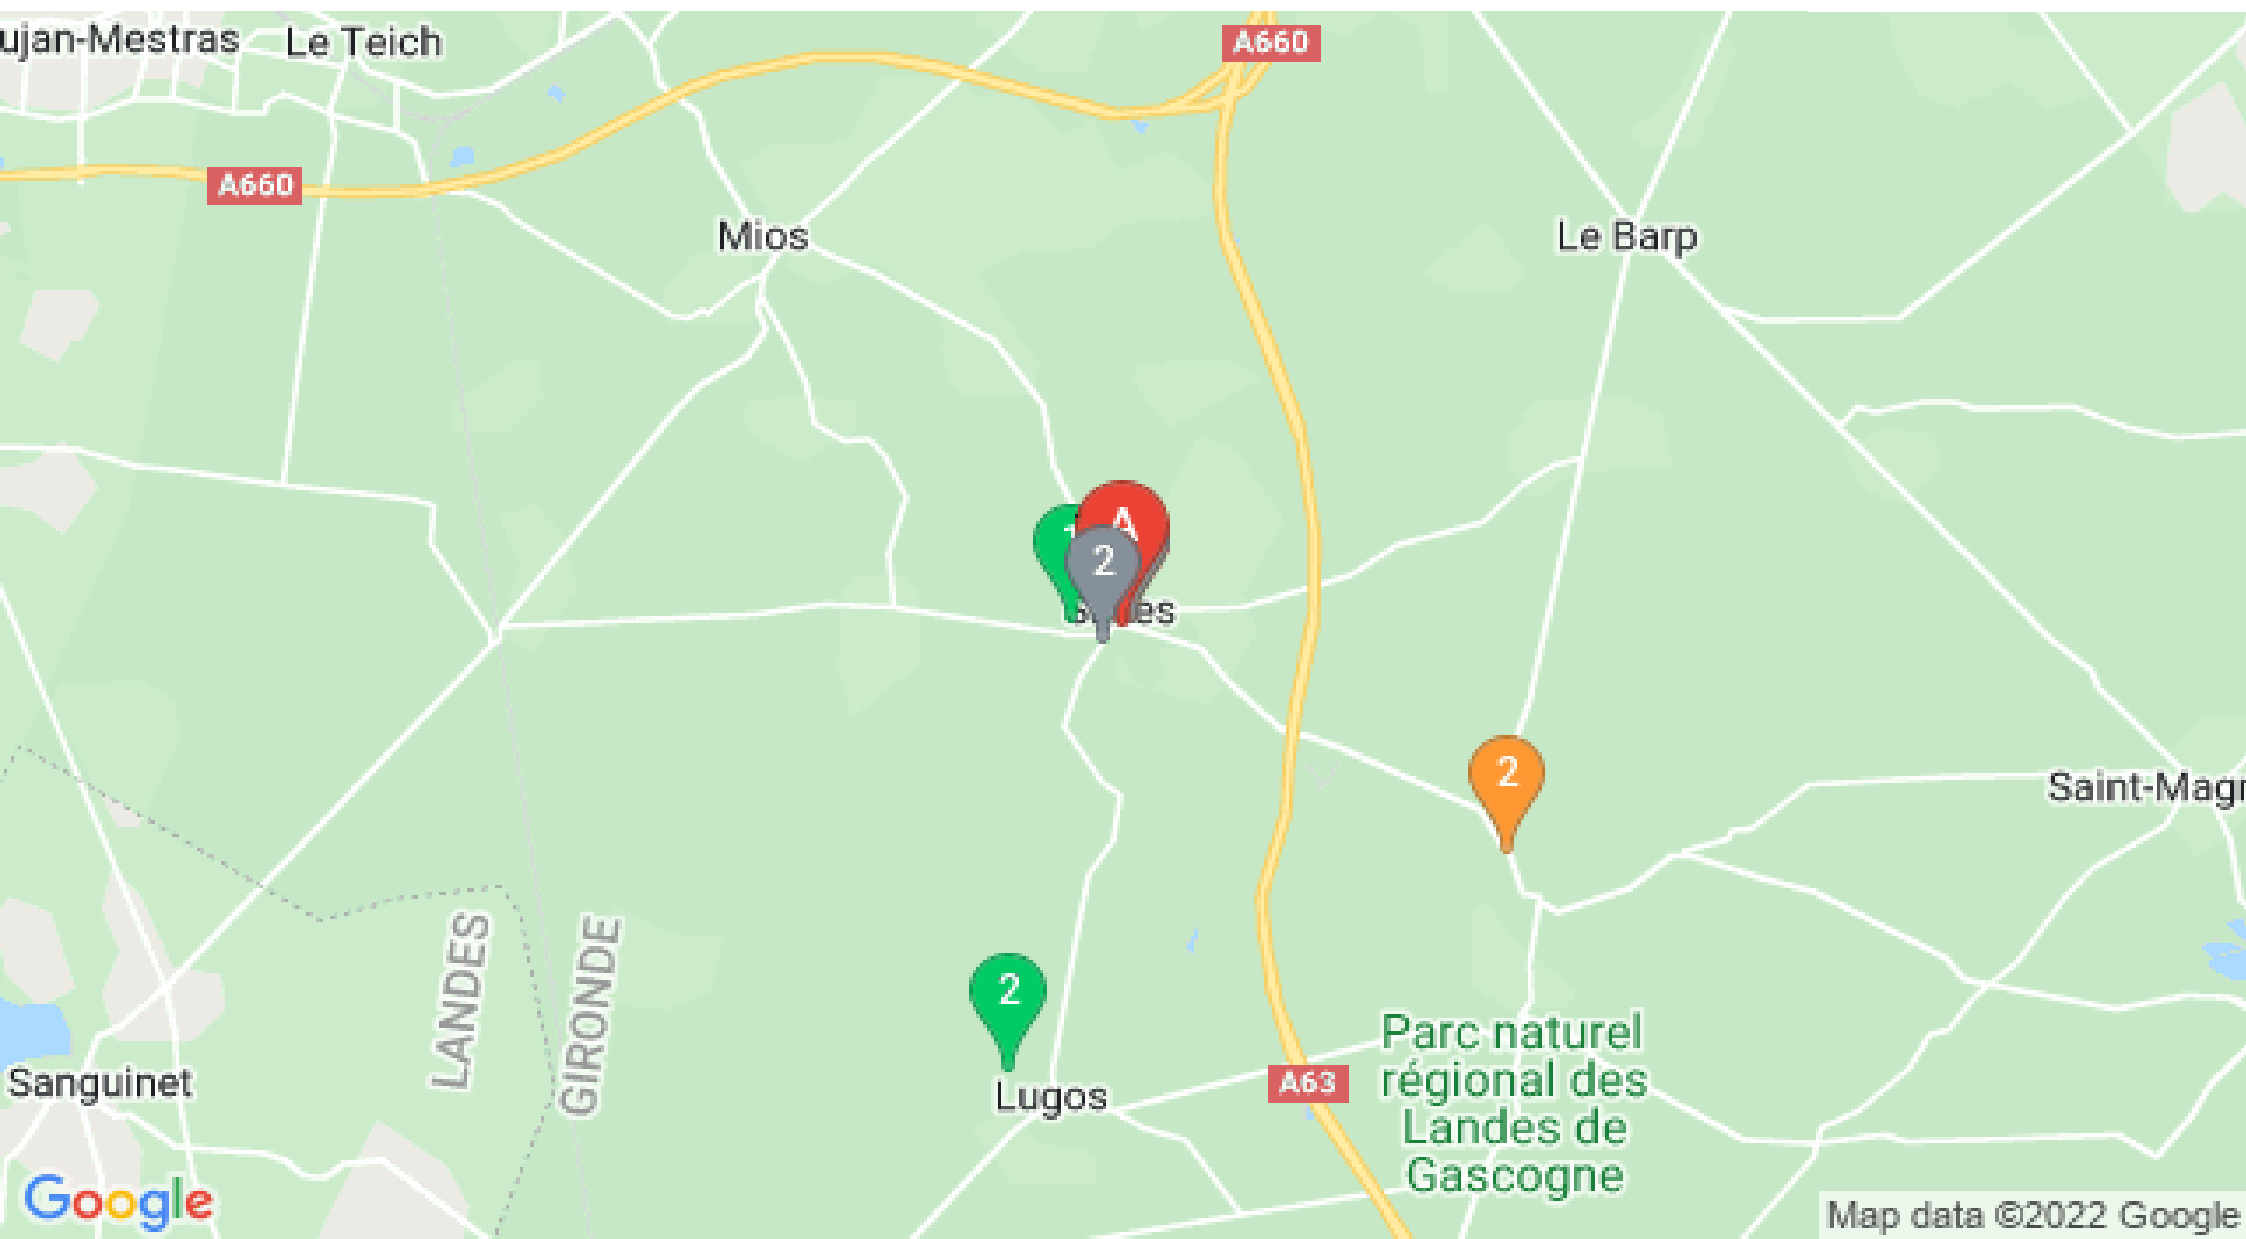 ujan-Mestras
Le Teich
A660
A660
Mios
Le Barp
A
2
2
Saint-Magn
2
LANDES
GIRONDE
Sanguinet
Lugos
A63
Parc naturel
régional des
Landes de
Gascogne
Google
Map data ©2022 Google